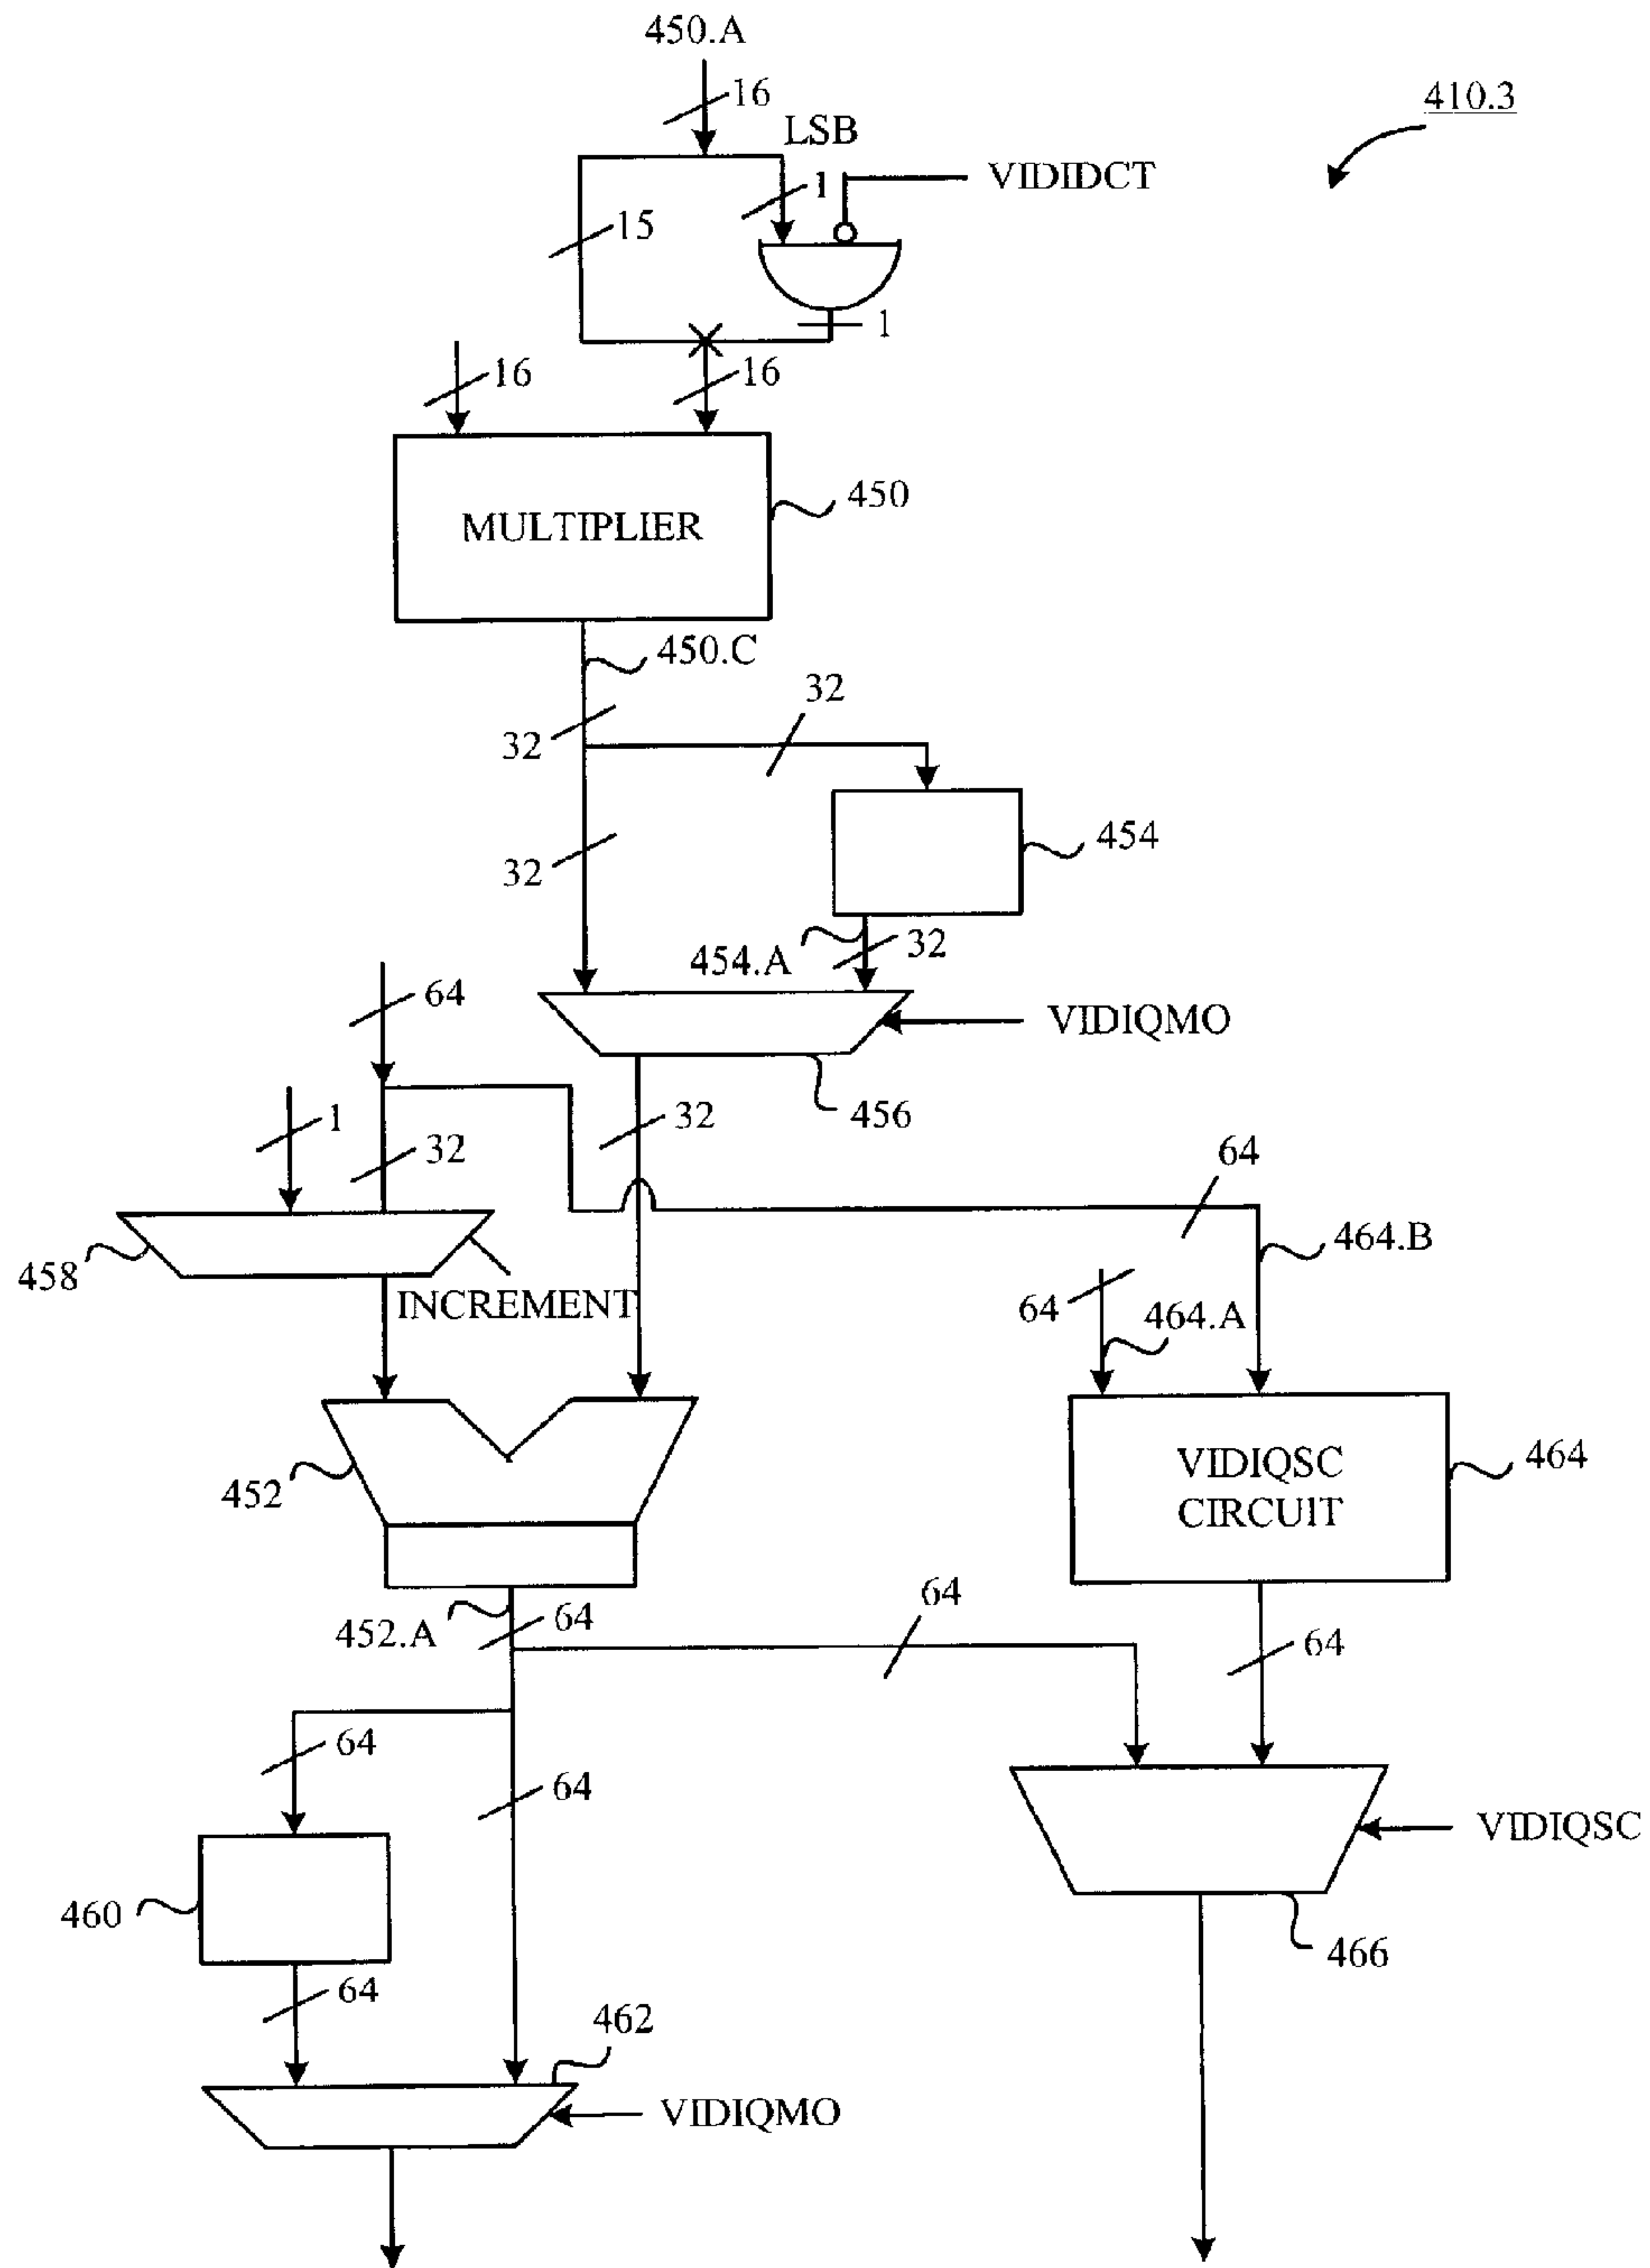 450.A
16
410.3
LSB
1
VIDIDCT
15
1
16
16
450
MULTIPLIER
450.C
32
32
32
454
454.A
32
64
VIDIQMO
456
1
32
32
64
464.B
458
INCREMENT
64
464.A
452
VIDIQSC
CIRCUIT
464
452.A
64
64
64
64
64
VIDIQSC
460
466
64
462
VIDIQMO